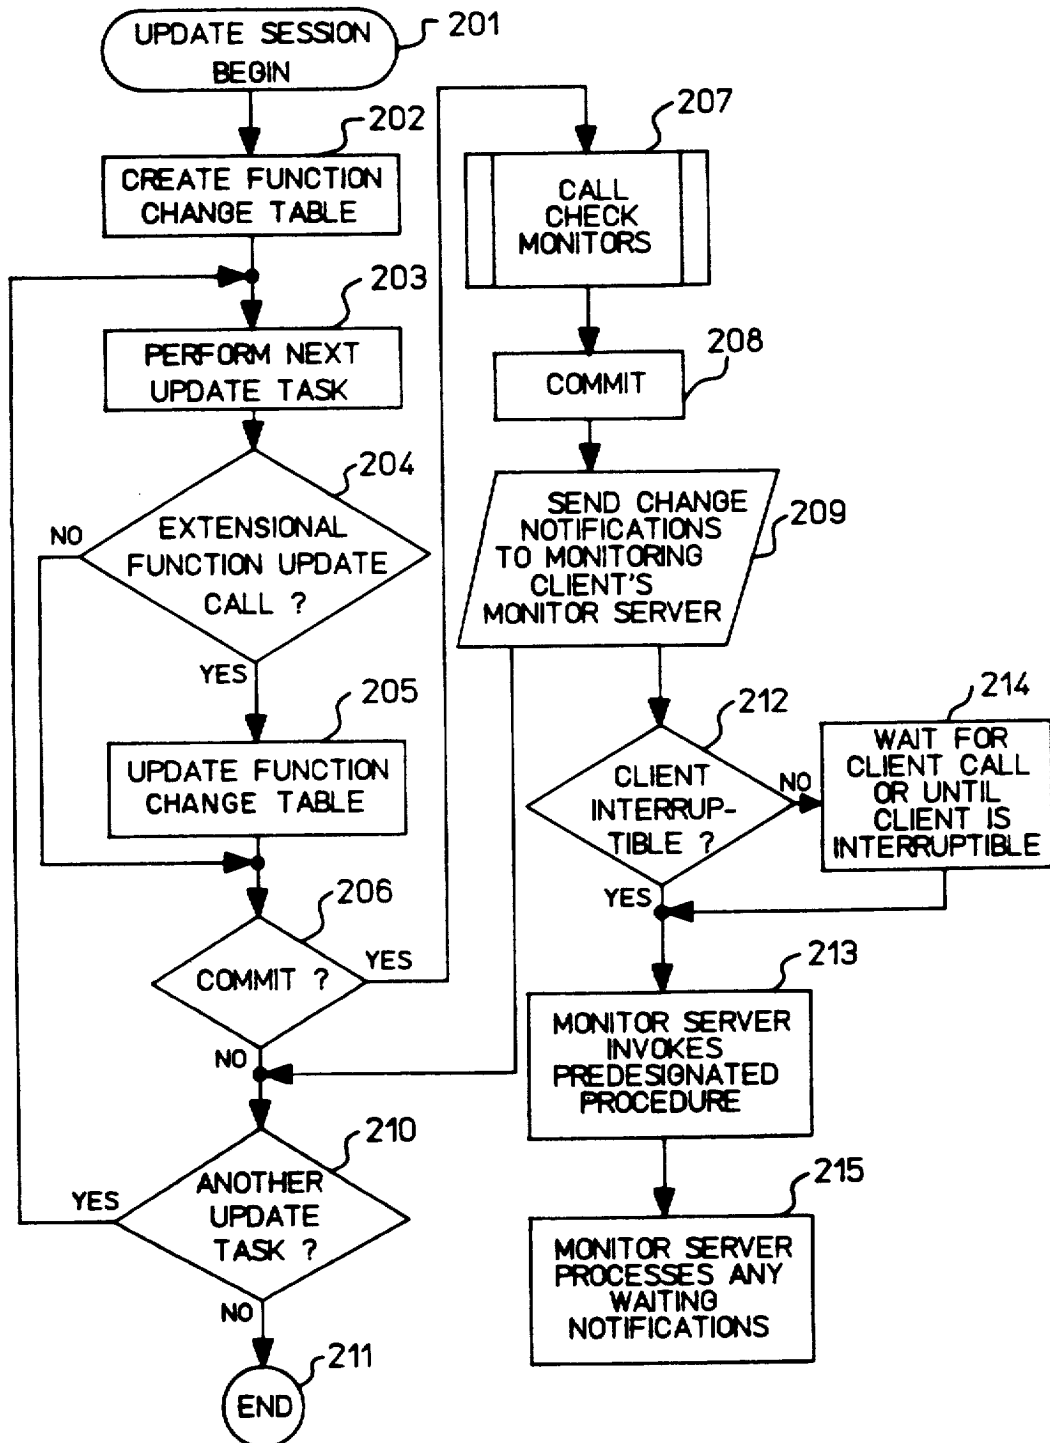 UPDATE SESSION
BEGIN
201
202
CREATE FUNCTION
CHANGE TABLE
203
PERFORM NEXT
UPDATE TASK
204
NO
EXTENSIONAL
FUNCTION UPDATE
CALL ?
YES
205
UPDATE FUNCTION
CHANGE TABLE
206
COMMIT ?
YES
NO
210
YES
ANOTHER
UPDATE
TASK ?
NO
211
END
207
CALL
CHECK
MONITORS
208
COMMIT
SEND CHANGE
NOTIFICATIONS
TO MONITORING
CLIENT'S
MONITOR SERVER
209
212
CLIENT
INTERRUP-
TIBLE ?
NO
YES
214
WAIT FOR
CLIENT CALL
OR UNTIL
CLIENT IS
INTERRUPTIBLE
213
MONITOR SERVER
INVOKES
PREDESIGNATED
PROCEDURE
215
MONITOR SERVER
PROCESSES ANY
WAITING
NOTIFICATIONS